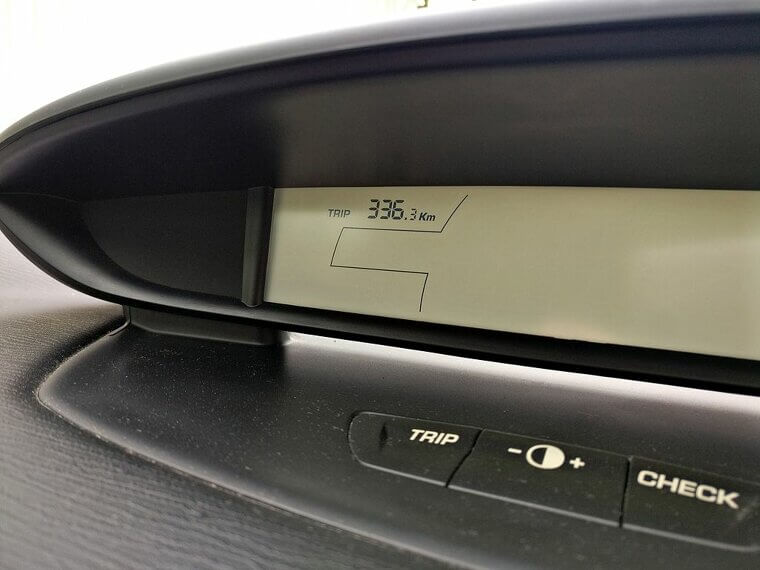 TRIP 336.3 Km
TRIP - + CHECK